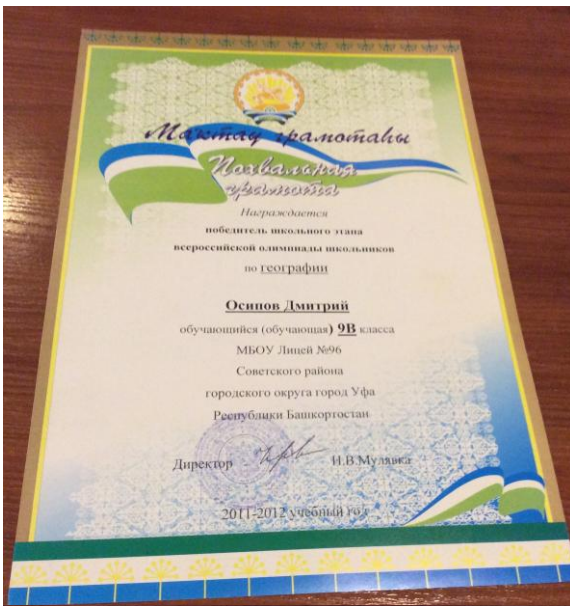 Маҡтау грамотаһы
Похвальная
грамота
Награждается
победитель школьного этапа
всероссийской олимпиады школьников
по географии
Осипов Дмитрий
обучающийся (обучающая) 9В класса
МБОУ Лицей №96
Советского района
городского округа город Уфа
Республики Башкортостан
Директор И.В.Мулявка
2011-2012 учебный год